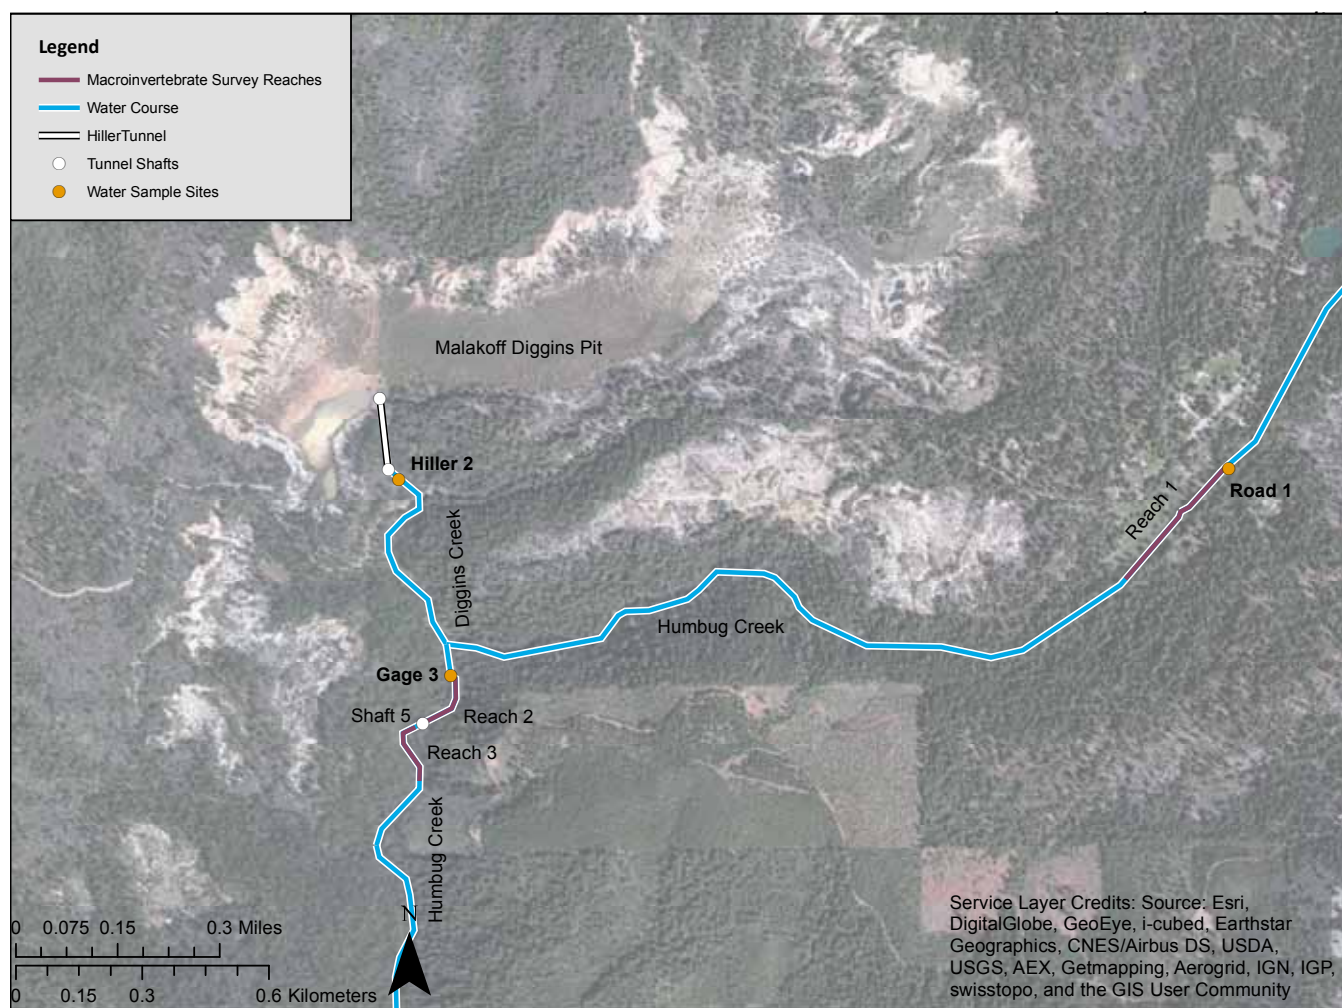 Legend
Macroinvertebrate Survey Reaches
Water Course
HillerTunnel
Tunnel Shafts
Water Sample Sites
Malakoff Diggins Pit
Hiller 2
Road 1
Reach 1
Diggins Creek
Humbug Creek
Gage 3
Shaft 5
Reach 2
Reach 3
Humbug Creek
N
0 0.075 0.15 0.3 Miles
0 0.15 0.3 0.6 Kilometers
Service Layer Credits: Source: Esri,
DigitalGlobe, GeoEye, i-cubed, Earthstar
Geographics, CNES/Airbus DS, USDA,
USGS, AEX, Getmapping, Aerogrid, IGN, IGP,
swisstopo, and the GIS User Community